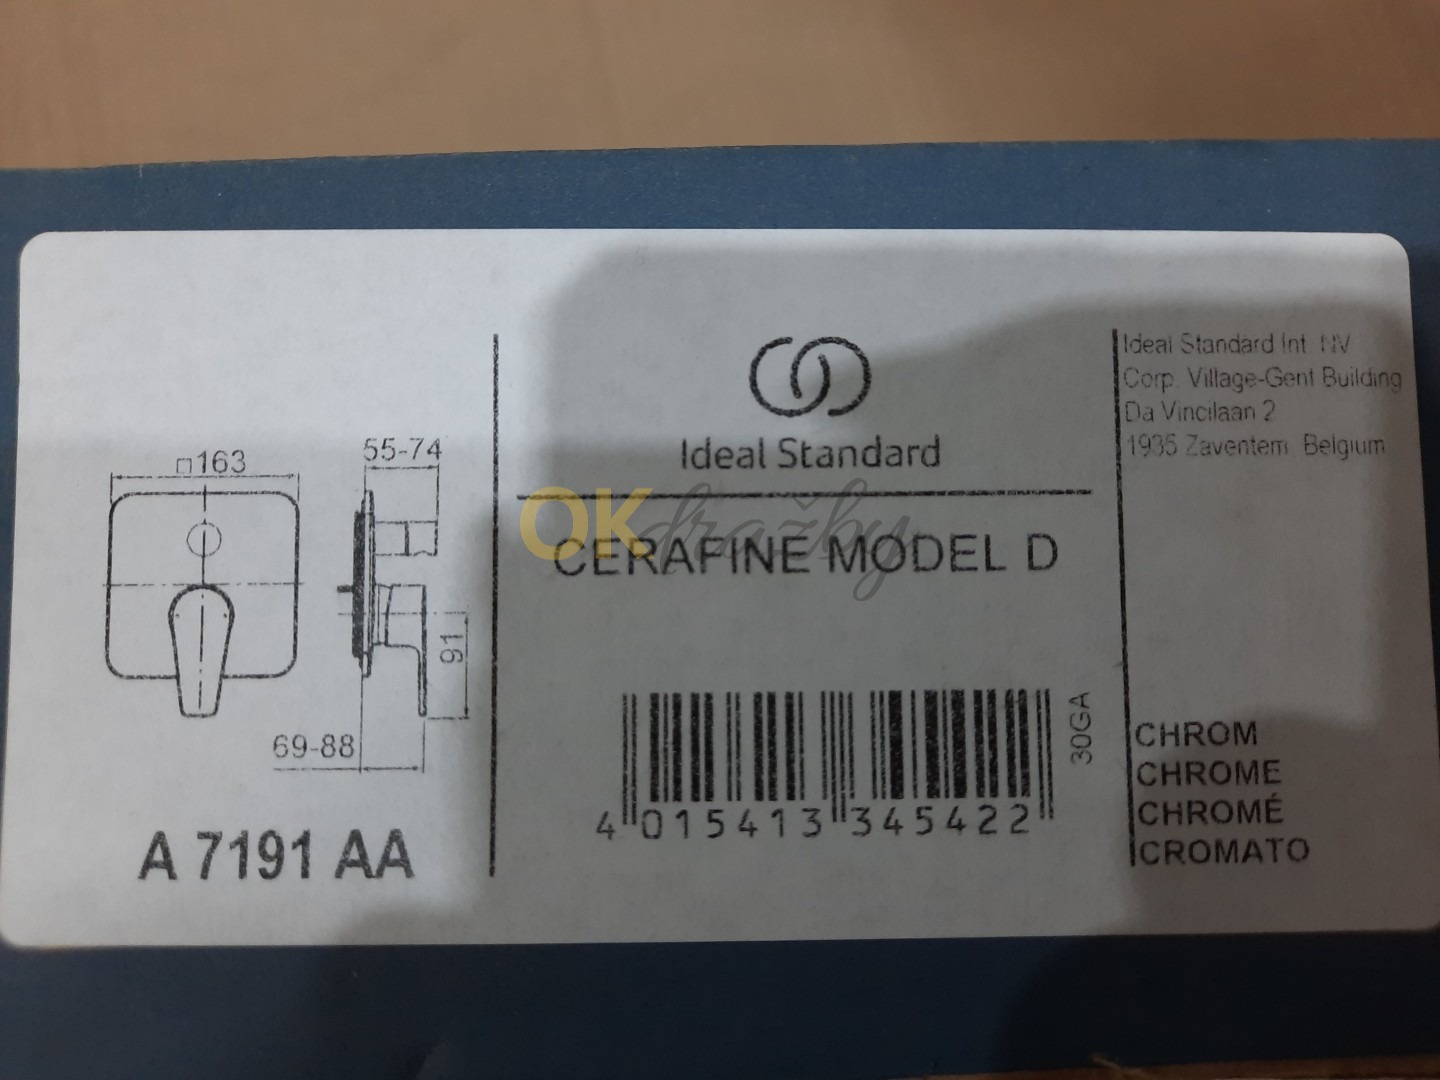 □163
55-74
91
69-88
A 7191 AA
Ideal Standard
OK dražby
CERAFINE MODEL D
4 015413 345422
30GA
Ideal Standard Int. NV
Corp. Village-Gent Building
Da Vincilaan 2
1935 Zaventem Belgium
CHROM
CHROME
CHROMÉ
CROMATO